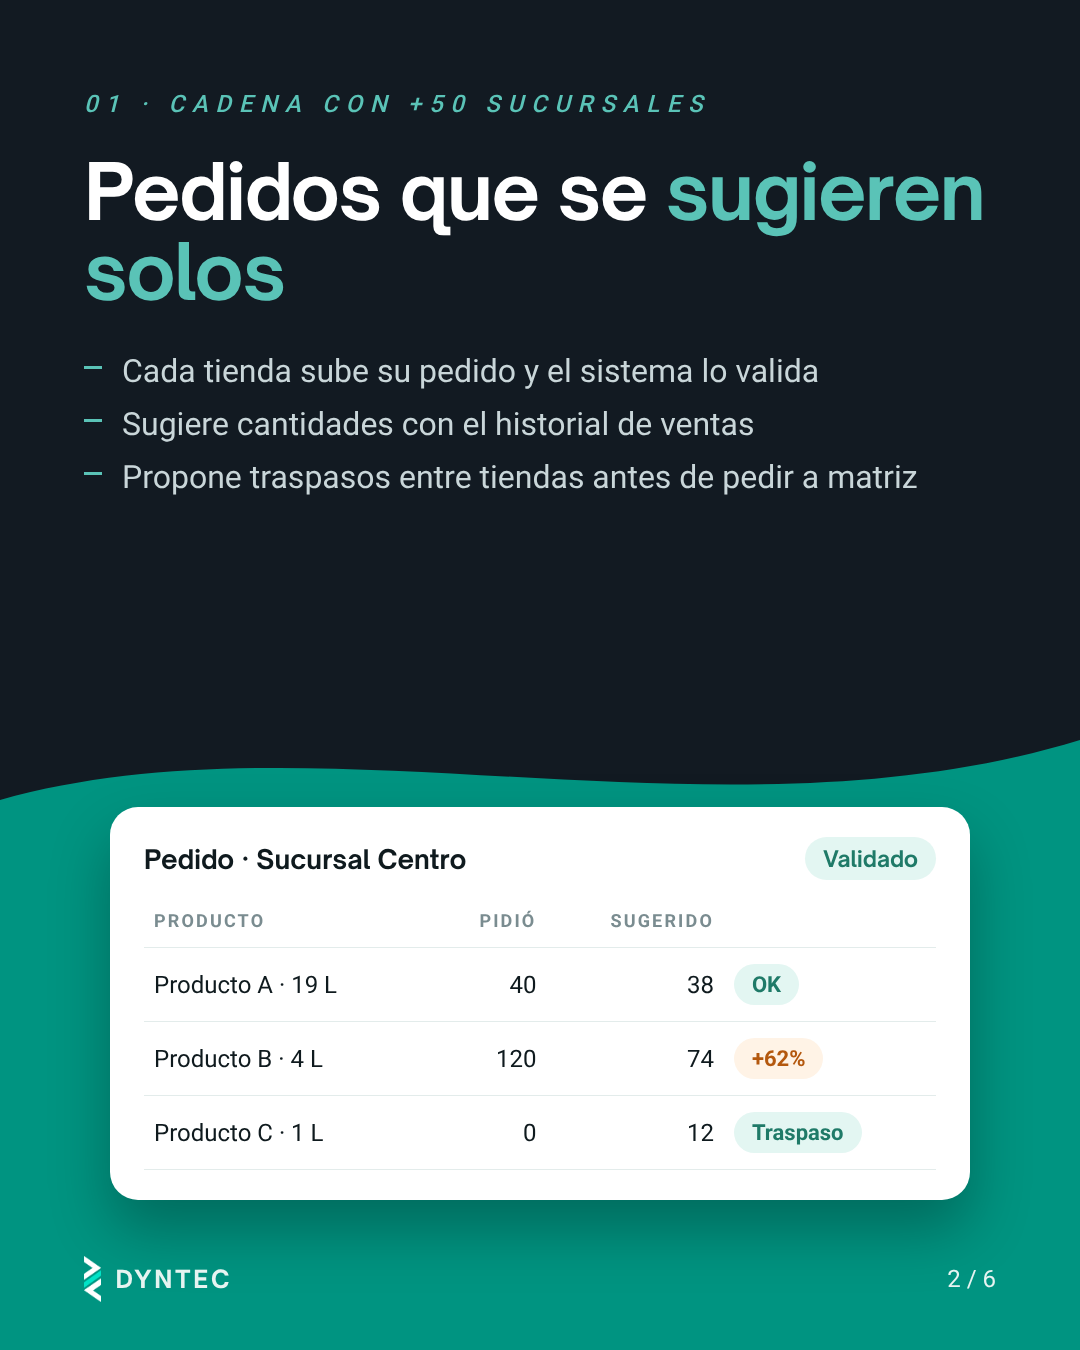 01 · CADENA CON +50 SUCURSALES
Pedidos que se sugieren
solos
– Cada tienda sube su pedido y el sistema lo valida
– Sugiere cantidades con el historial de ventas
– Propone traspasos entre tiendas antes de pedir a matriz
Pedido · Sucursal Centro Validado
PRODUCTO PIDIÓ SUGERIDO
Producto A · 19 L 40 38 OK
Producto B · 4 L 120 74 +62%
Producto C · 1 L 0 12 Traspaso
DYNTEC 2 / 6